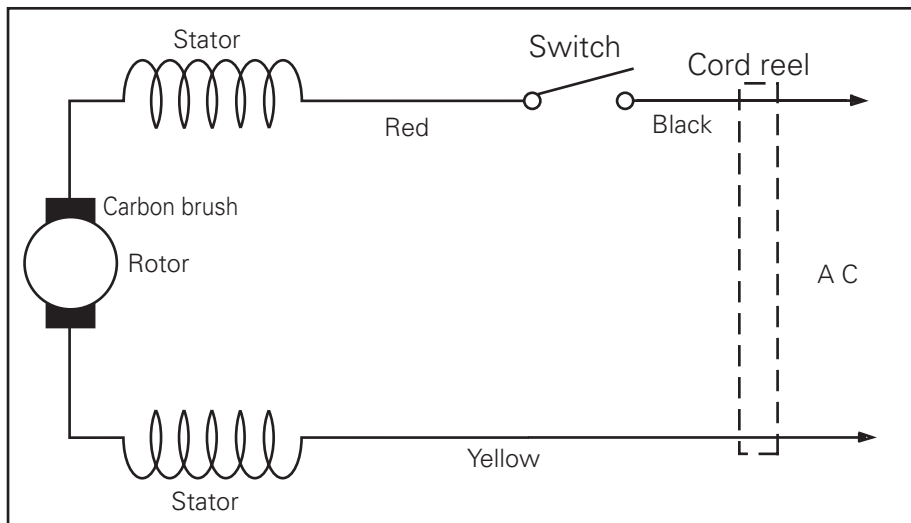 Stator
Switch
Cord reel
Red
Black
Carbon brush
Rotor
A C
Yellow
Stator